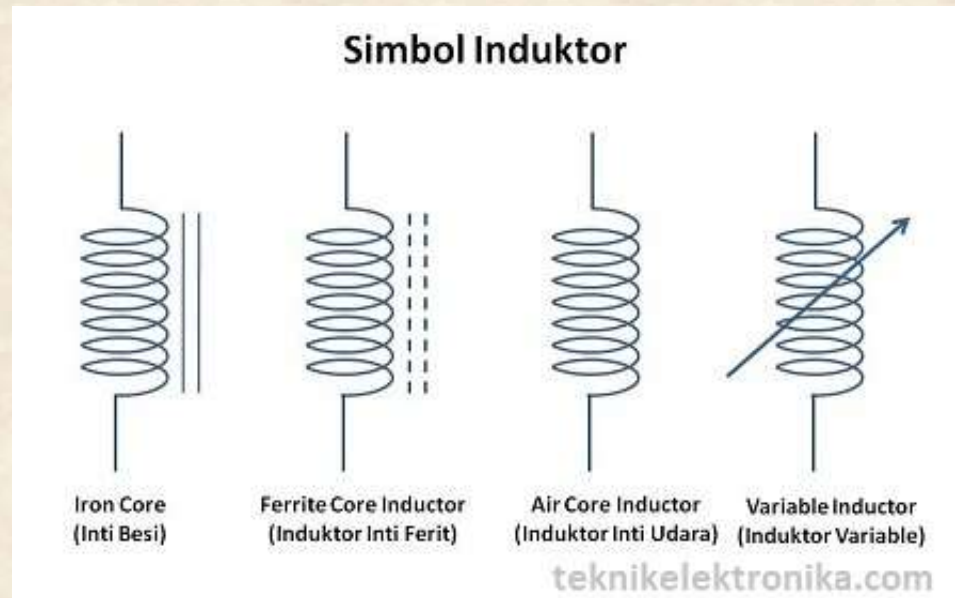 Simbol Induktor
Iron Core
(Inti Besi)
Ferrite Core Inductor
(Induktor Inti Ferit)
Air Core Inductor
(Induktor Inti Udara)
Variable Inductor
(Induktor Variable)
teknikelektronika.com